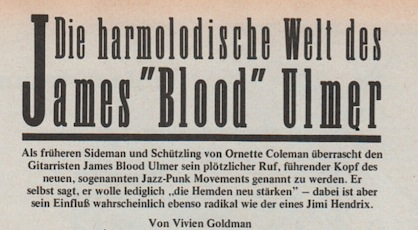 Die harmolodische Welt des
James "Blood" Ulmer
Als früheren Sideman und Schützling von Ornette Coleman überrascht den
Gitarristen James Blood Ulmer sein plötzlicher Ruf, führender Kopf des
neuen, sogenannten Jazz-Punk Movements genannt zu werden. Er
selbst sagt, er wolle lediglich „die Hemden neu stärken" – dabei ist aber
sein Einfluß wahrscheinlich ebenso radikal wie der eines Jimi Hendrix.
Von Vivien Goldman